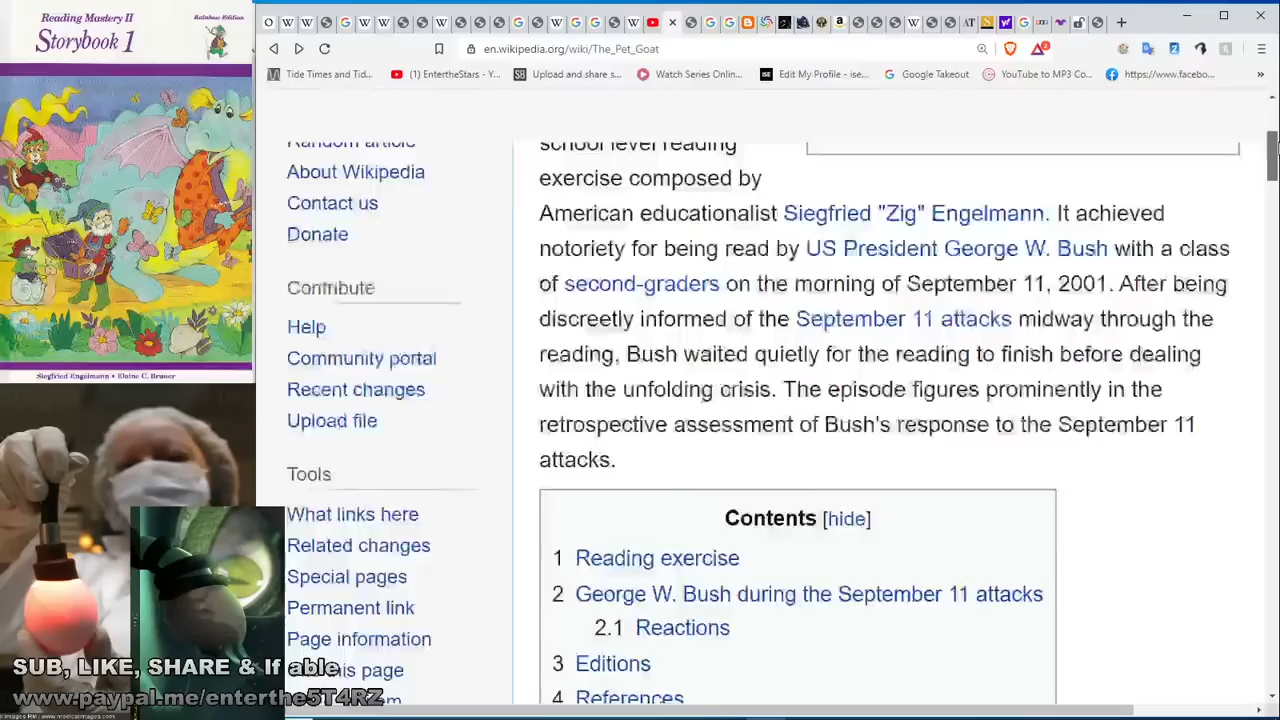 Reading Mastery II
Rainbow Edition
Storybook 1
Siegfried Engelmann • Elaine C. Bruner
en.wikipedia.org/wiki/The_Pet_Goat
Tide Times and Tid...
(1) EntertheStars - Y...
Upload and share s...
Watch Series Onlin...
Edit My Profile - ise...
Google Takeout
YouTube to MP3 Co...
https://www.facebo...
Random article
About Wikipedia
Contact us
Donate
Contribute
Help
Community portal
Recent changes
Upload file
Tools
What links here
Related changes
Special pages
Permanent link
Page information
this page
school level reading
exercise composed by
American educationalist Siegfried "Zig" Engelmann. It achieved
notoriety for being read by US President George W. Bush with a class
of second-graders on the morning of September 11, 2001. After being
discreetly informed of the September 11 attacks midway through the
reading, Bush waited quietly for the reading to finish before dealing
with the unfolding crisis. The episode figures prominently in the
retrospective assessment of Bush's response to the September 11
attacks.
Contents [hide]
1 Reading exercise
2 George W. Bush during the September 11 attacks
2.1 Reactions
3 Editions
4 References
SUB, LIKE, SHARE & If able
www.paypal.me/enterthe5T4RZ